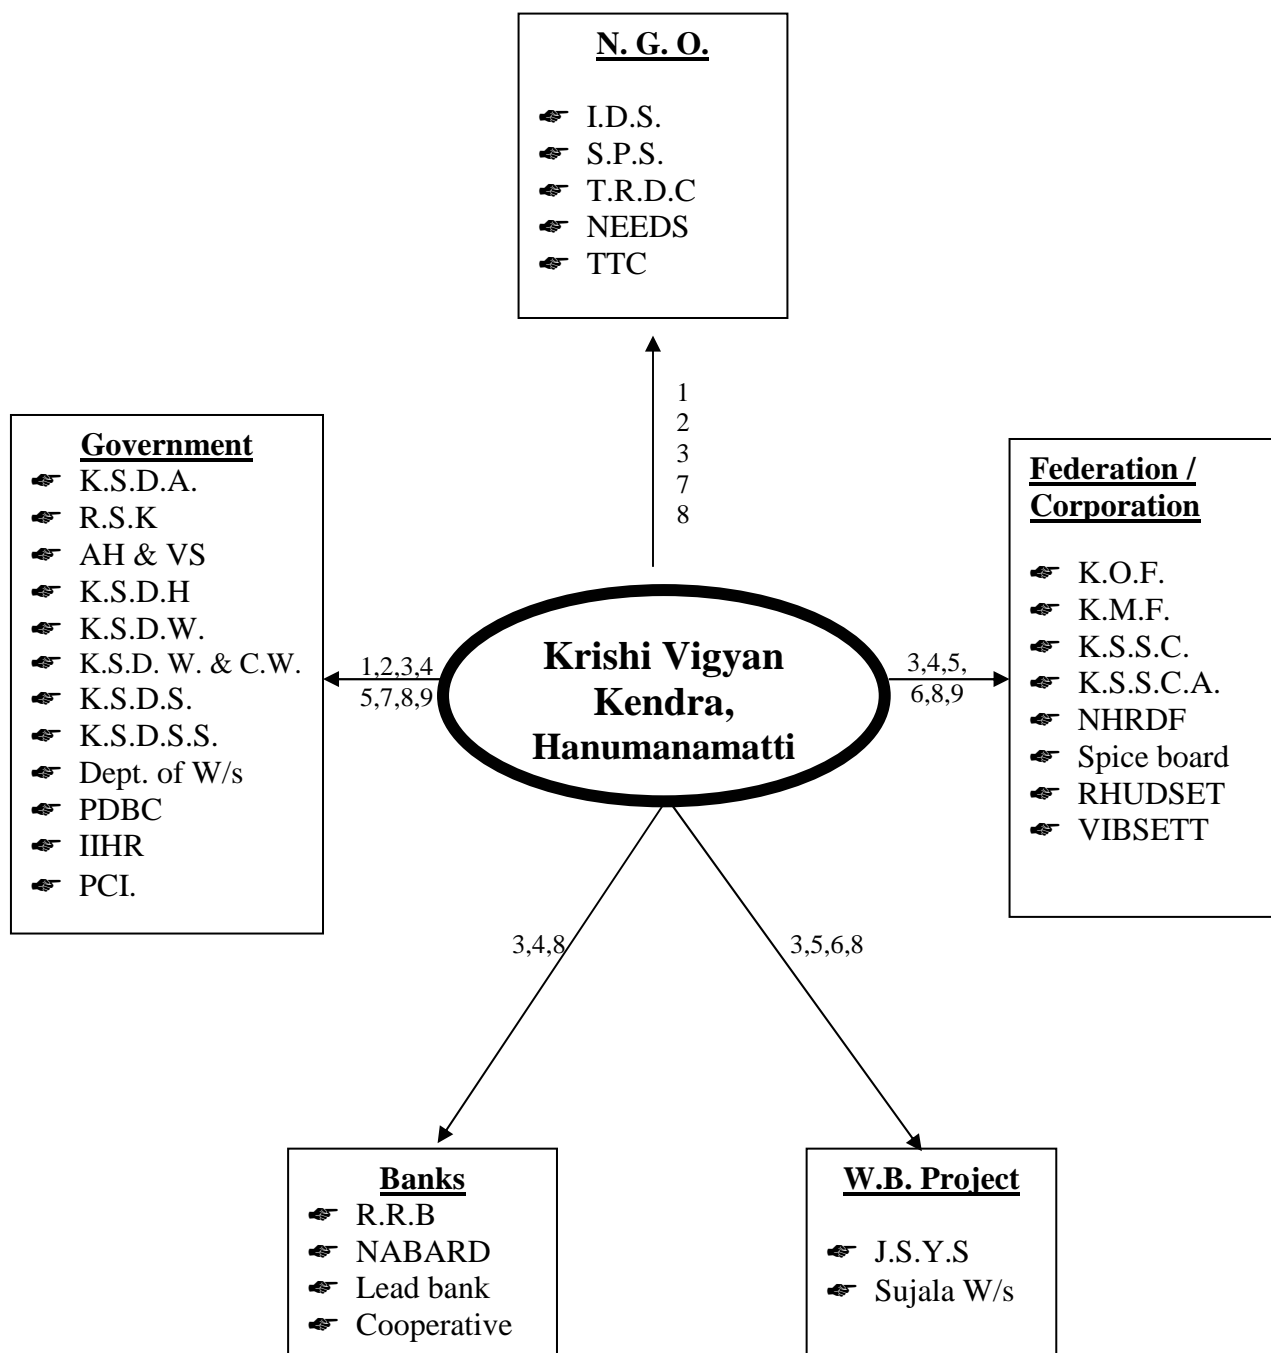 N. G. O.
I.D.S.
S.P.S.
T.R.D.C
NEEDS
TTC
1
2
3
7
8
Government
K.S.D.A.
R.S.K
AH & VS
K.S.D.H
K.S.D.W.
K.S.D. W. & C.W.
K.S.D.S.
K.S.D.S.S.
Dept. of W/s
PDBC
IIHR
PCI.
1,2,3,4
5,7,8,9
Krishi Vigyan
Kendra,
Hanumanamatti
3,4,5,
6,8,9
Federation /
Corporation
K.O.F.
K.M.F.
K.S.S.C.
K.S.S.C.A.
NHRDF
Spice board
RHUDSET
VIBSETT
3,4,8
3,5,6,8
Banks
R.R.B
NABARD
Lead bank
Cooperative
W.B. Project
J.S.Y.S
Sujala W/s